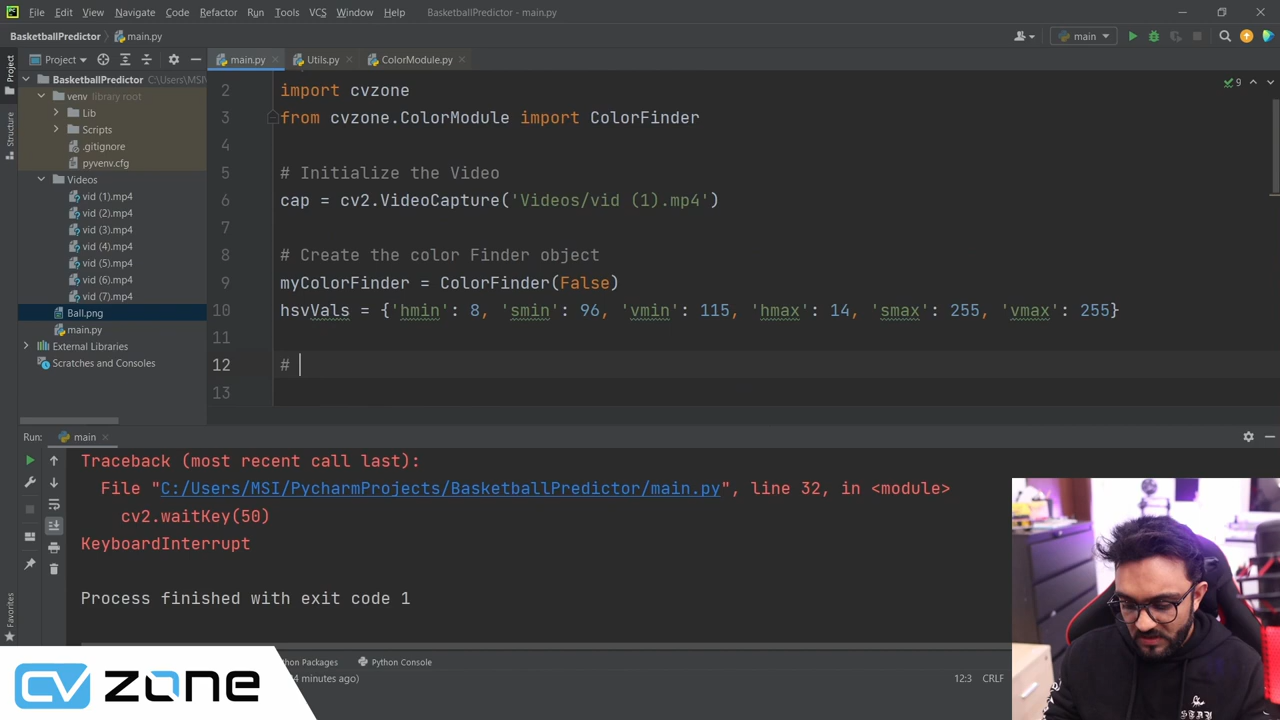 File Edit View Navigate Code Refactor Run Tools VCS Window Help BasketballPredictor - main.py
BasketballPredictor main.py main
Project main.py Utils.py ColorModule.py
Project
Structure
Favorites
BasketballPredictor C:\Users\MSI\
venv library root
Lib
Scripts
.gitignore
pyvenv.cfg
Videos
vid (1).mp4
vid (2).mp4
vid (3).mp4
vid (4).mp4
vid (5).mp4
vid (6).mp4
vid (7).mp4
Ball.png
main.py
External Libraries
Scratches and Consoles
9
2 import cvzone
3 from cvzone.ColorModule import ColorFinder
4
5 # Initialize the Video
6 cap = cv2.VideoCapture('Videos/vid (1).mp4')
7
8 # Create the color Finder object
9 myColorFinder = ColorFinder(False)
10 hsvVals = {'hmin': 8, 'smin': 96, 'vmin': 115, 'hmax': 14, 'smax': 255, 'vmax': 255}
11
12 #
13
Run: main
Traceback (most recent call last):
File "C:/Users/MSI/PycharmProjects/BasketballPredictor/main.py", line 32, in <module>
cv2.waitKey(50)
KeyboardInterrupt
Process finished with exit code 1
Packages Python Console
minutes ago) 12:3 CRLF
CV ZONE